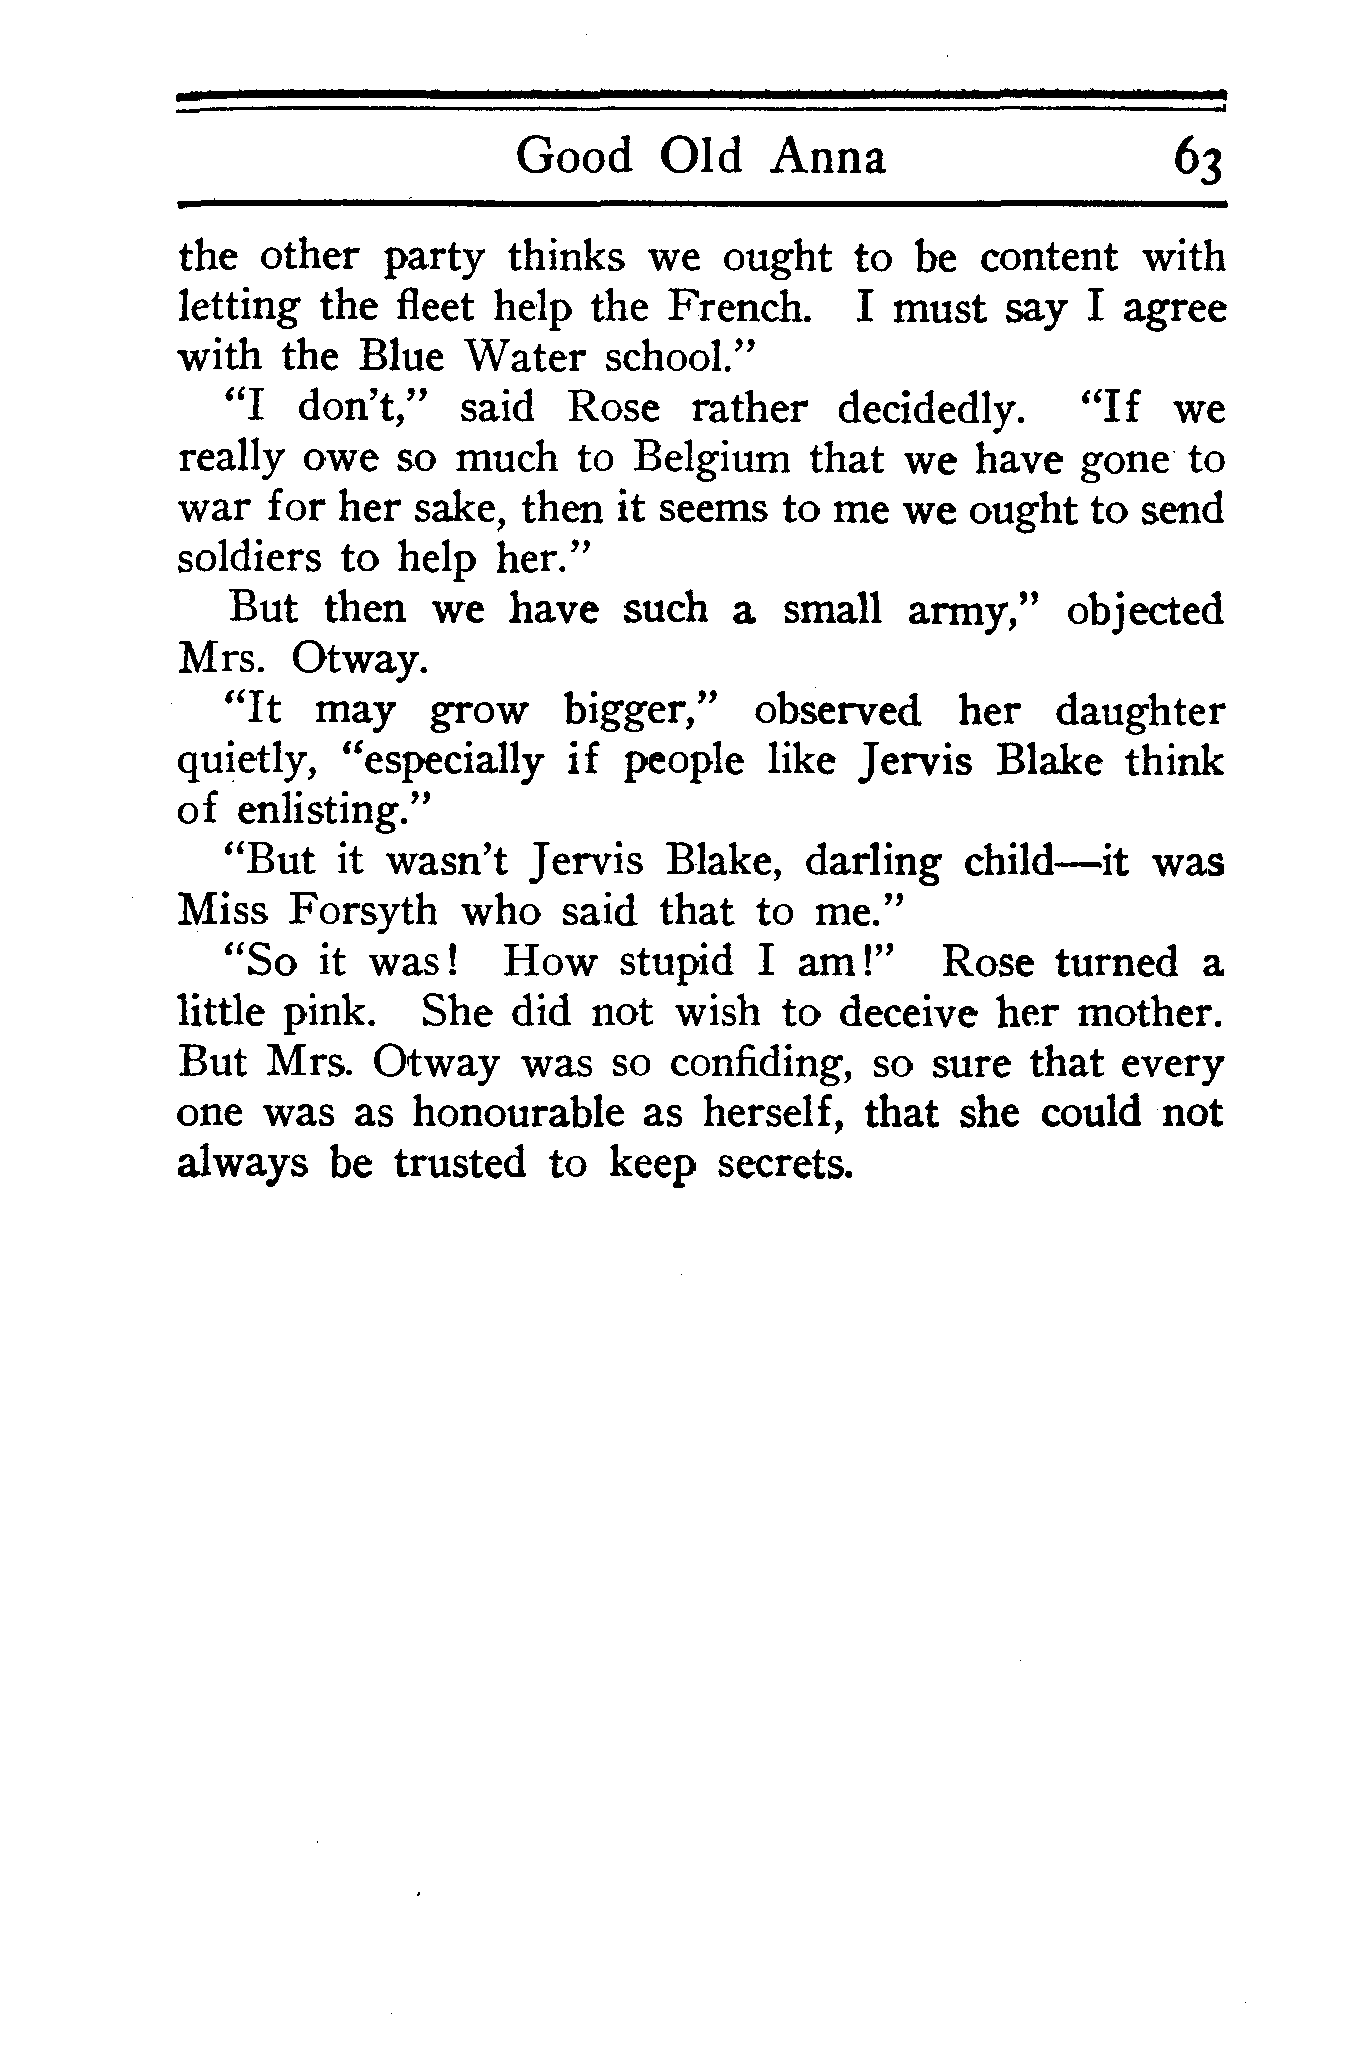 Good Old Anna 63
the other party thinks we ought to be content with
letting the fleet help the French. I must say I agree
with the Blue Water school.”
“I don’t,” said Rose rather decidedly. “If we
really owe so much to Belgium that we have gone to
war for her sake, then it seems to me we ought to send
soldiers to help her.”
But then we have such a small army,” objected
Mrs. Otway.
“It may grow bigger,” observed her daughter
quietly, “especially if people like Jervis Blake think
of enlisting.”
“But it wasn’t Jervis Blake, darling child—it was
Miss Forsyth who said that to me.”
“So it was! How stupid I am!” Rose turned a
little pink. She did not wish to deceive her mother.
But Mrs. Otway was so confiding, so sure that every
one was as honourable as herself, that she could not
always be trusted to keep secrets.